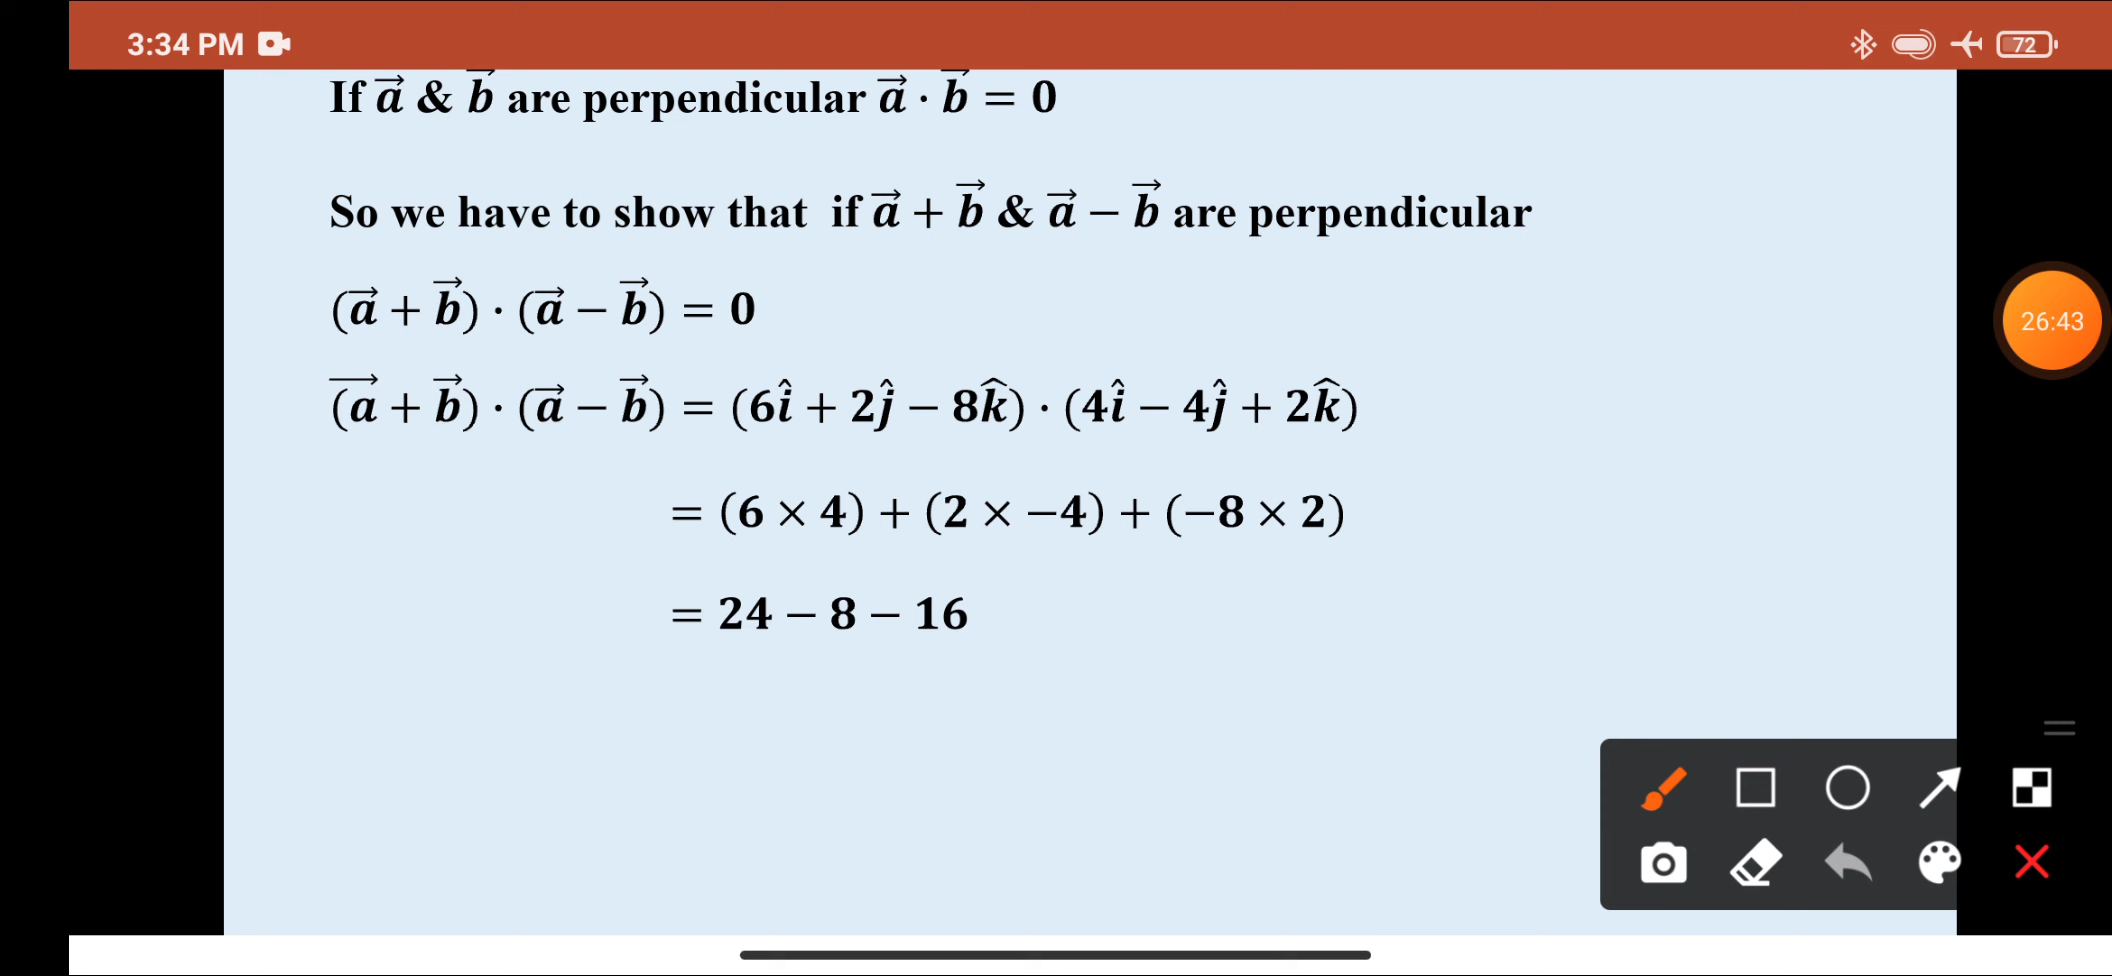 3:34 PM
72
If a⃗ & b⃗ are perpendicular a⃗ · b⃗ = 0
So we have to show that if a⃗ + b⃗ & a⃗ − b⃗ are perpendicular
(a⃗ + b⃗) · (a⃗ − b⃗) = 0
26:43
(a⃗ + b⃗) · (a⃗ − b⃗) = (6î + 2ĵ − 8k̂) · (4î − 4ĵ + 2k̂)
= (6 × 4) + (2 × −4) + (−8 × 2)
= 24 − 8 − 16